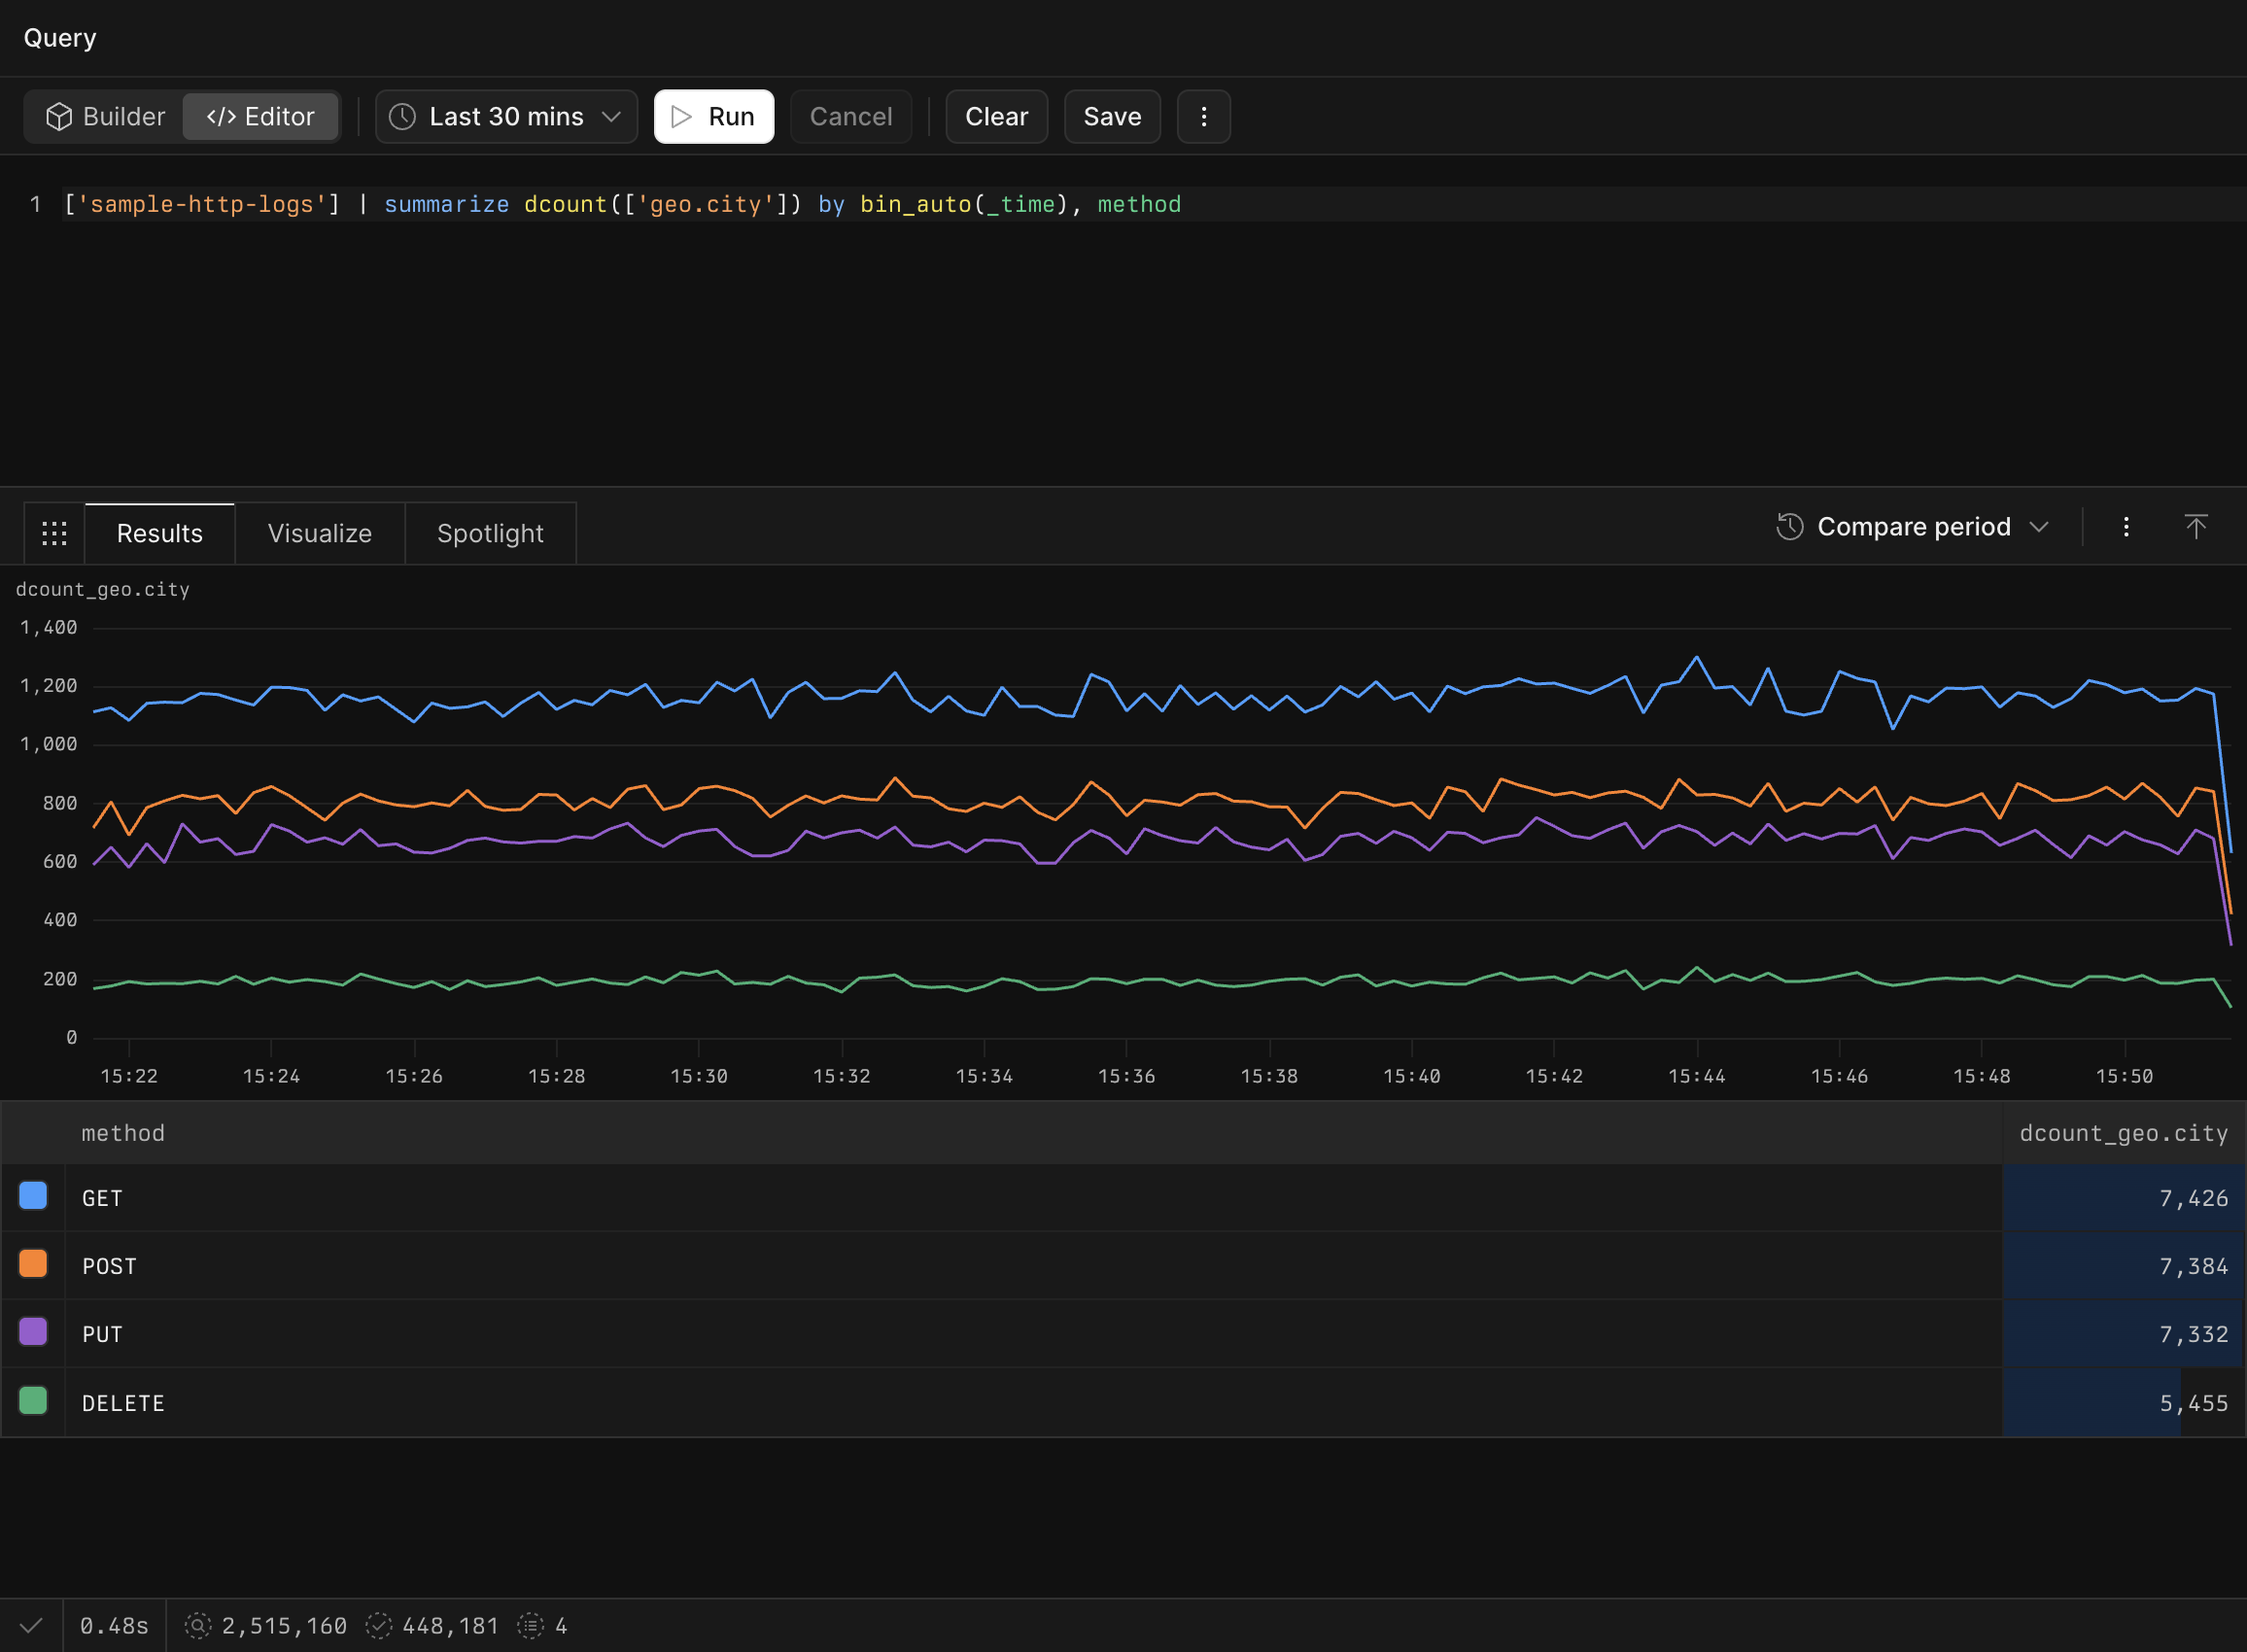 Query
Builder </> Editor Last 30 mins Run Cancel Clear Save
1 ['sample-http-logs'] | summarize dcount(['geo.city']) by bin_auto(_time), method
Results Visualize Spotlight Compare period
dcount_geo.city
1,400
1,200
1,000
800
600
400
200
0
15:22 15:24 15:26 15:28 15:30 15:32 15:34 15:36 15:38 15:40 15:42 15:44 15:46 15:48 15:50
method dcount_geo.city
GET 7,426
POST 7,384
PUT 7,332
DELETE 5,455
0.48s 2,515,160 448,181 4